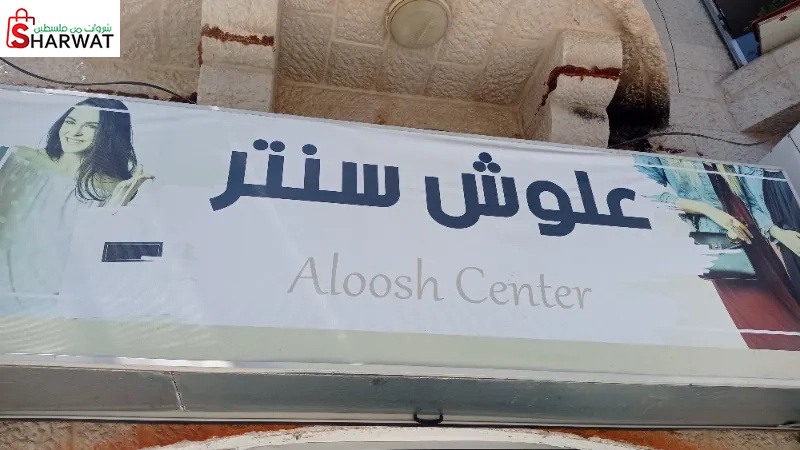 شروات من فلسطين
SHARWAT
علوش سنتر
Aloosh Center